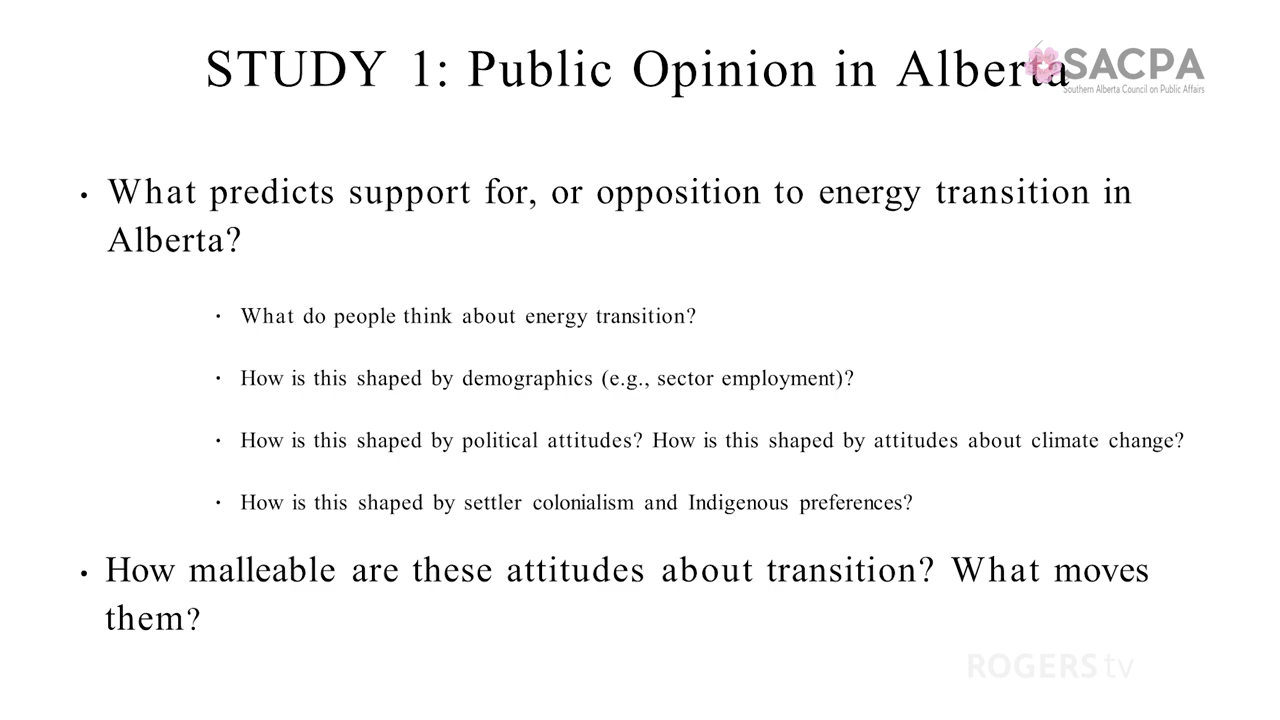 STUDY 1: Public Opinion in Alberta
SACPA
Southern Alberta Council on Public Affairs
• What predicts support for, or opposition to energy transition in
Alberta?
• What do people think about energy transition?
• How is this shaped by demographics (e.g., sector employment)?
• How is this shaped by political attitudes? How is this shaped by attitudes about climate change?
• How is this shaped by settler colonialism and Indigenous preferences?
• How malleable are these attitudes about transition? What moves
them?
ROGERS tv